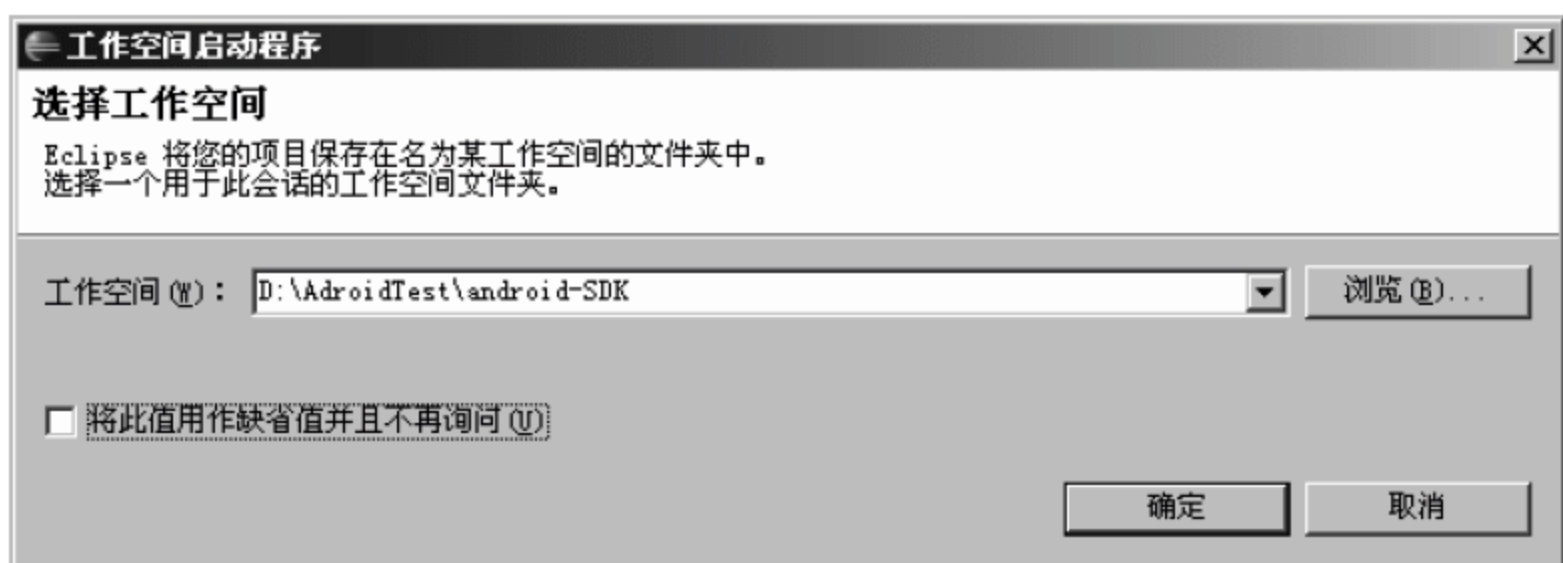 工作空间启动程序
选择工作空间
Eclipse 将您的项目保存在名为某工作空间的文件夹中。
选择一个用于此会话的工作空间文件夹。
工作空间(W)： D:\AdroidTest\android-SDK 浏览(B)...
将此值用作缺省值并且不再询问(U)
确定 取消